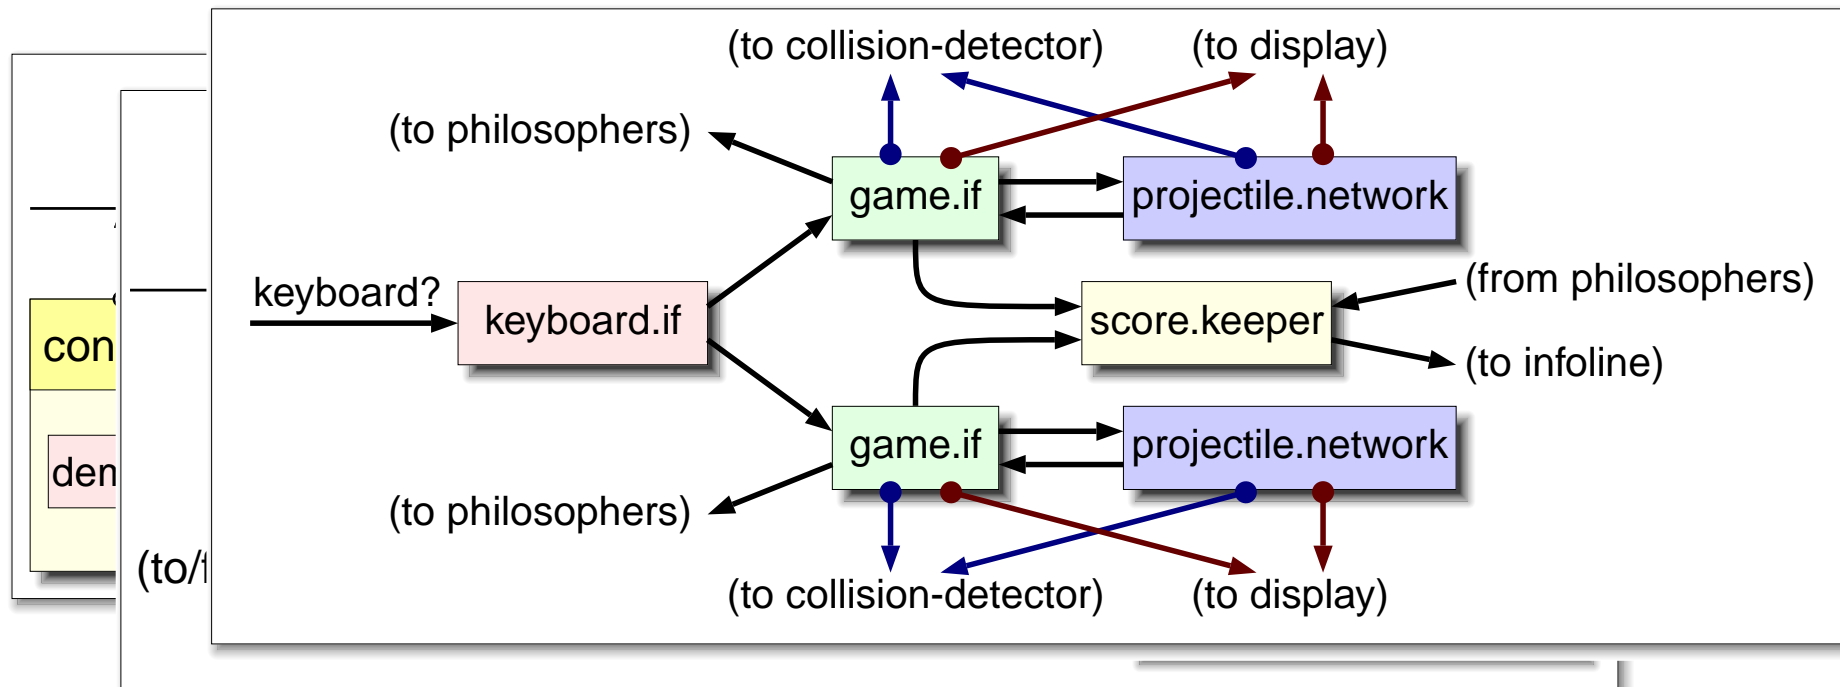 (to collision-detector)
(to display)
(to philosophers)
game.if
projectile.network
keyboard?
keyboard.if
score.keeper
(from philosophers)
(to infoline)
game.if
projectile.network
(to philosophers)
(to collision-detector)
(to display)
con
dem
(to/